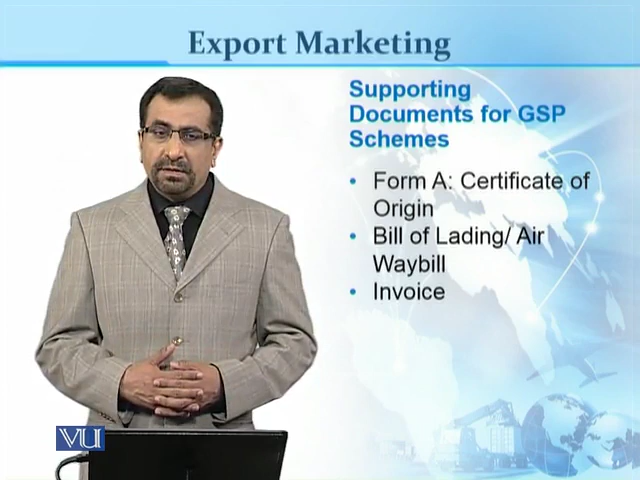 Export Marketing
Supporting
Documents for GSP
Schemes
• Form A: Certificate of
Origin
• Bill of Lading/ Air
Waybill
• Invoice
VU